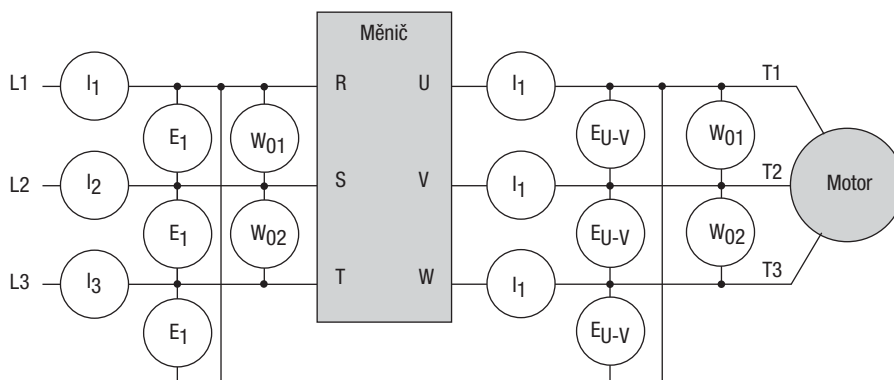 Měnič
L1 I1 R U I1 T1
E1 W01 EU-V W01
L2 I2 S V I1 T2 Motor
E1 W02 EU-V W02
L3 I3 T W I1 T3
E1 EU-V